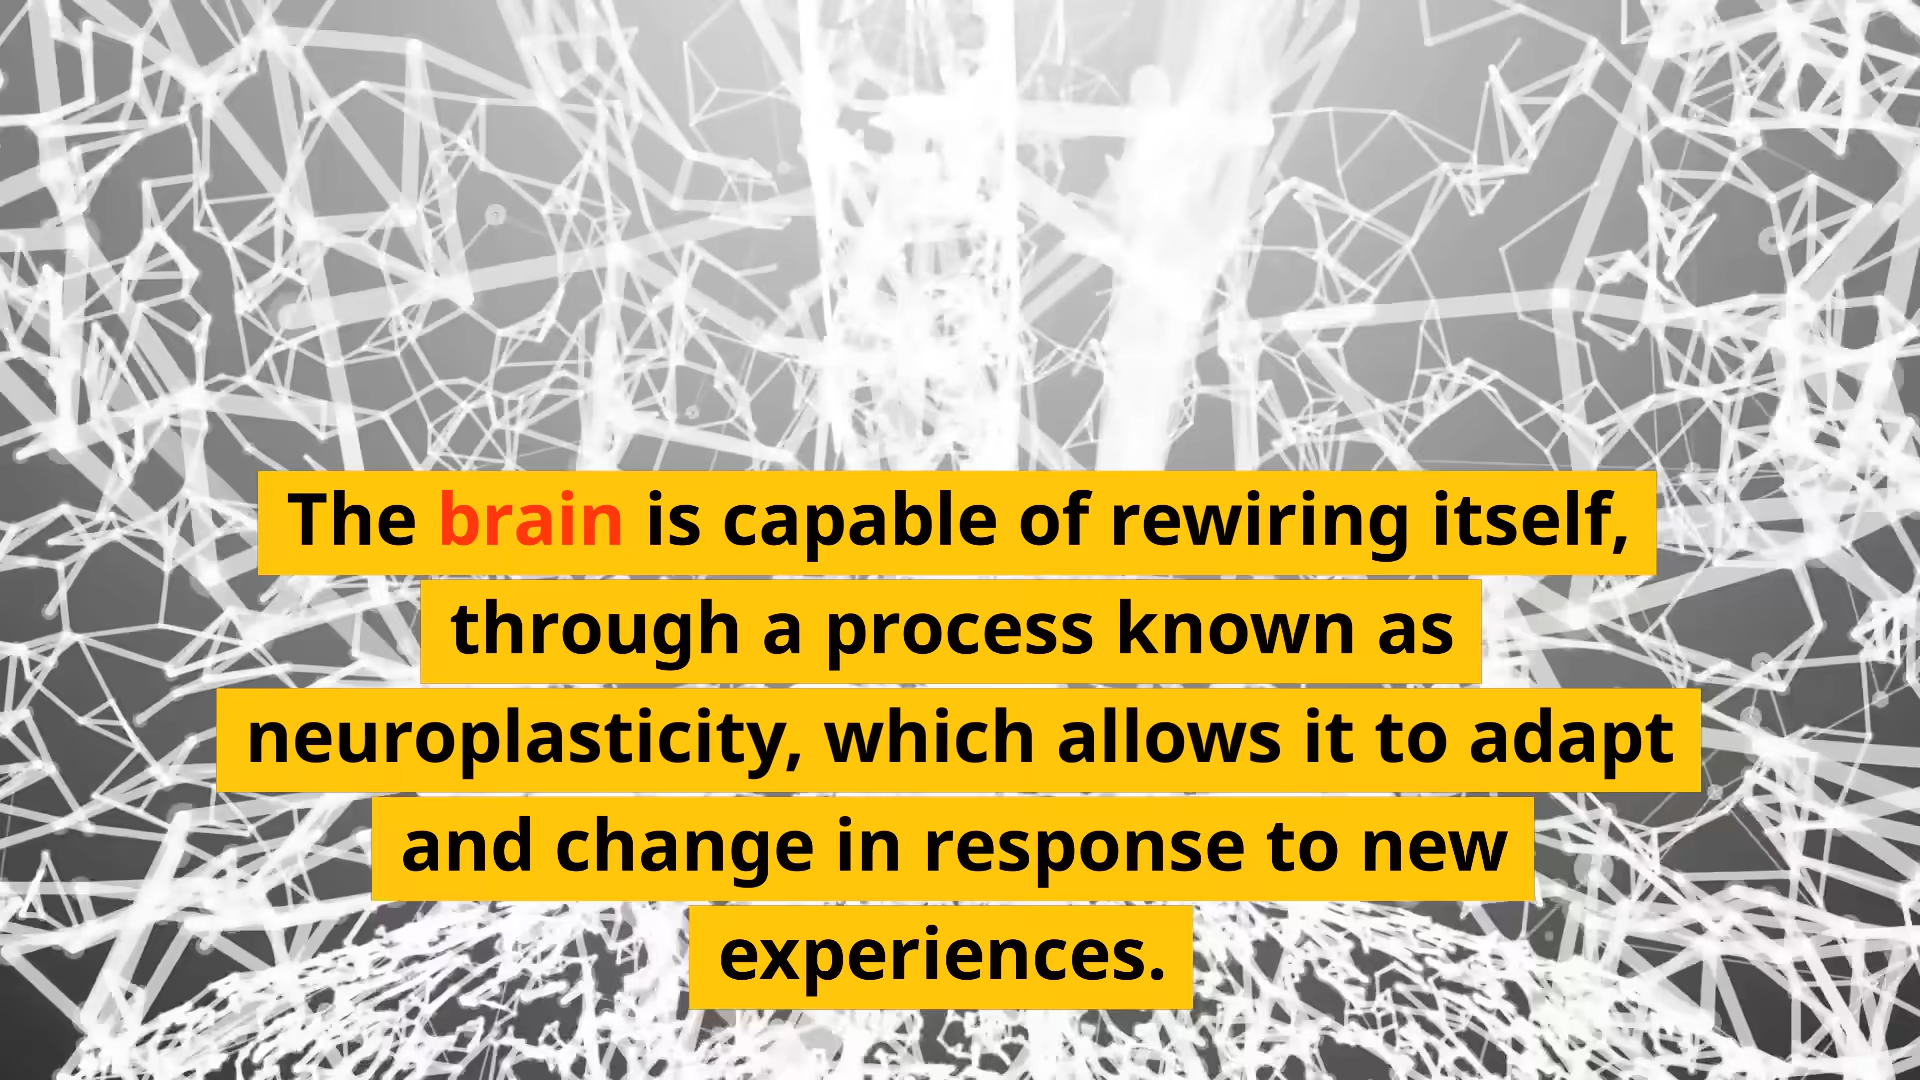 The brain is capable of rewiring itself,
through a process known as
neuroplasticity, which allows it to adapt
and change in response to new
experiences.